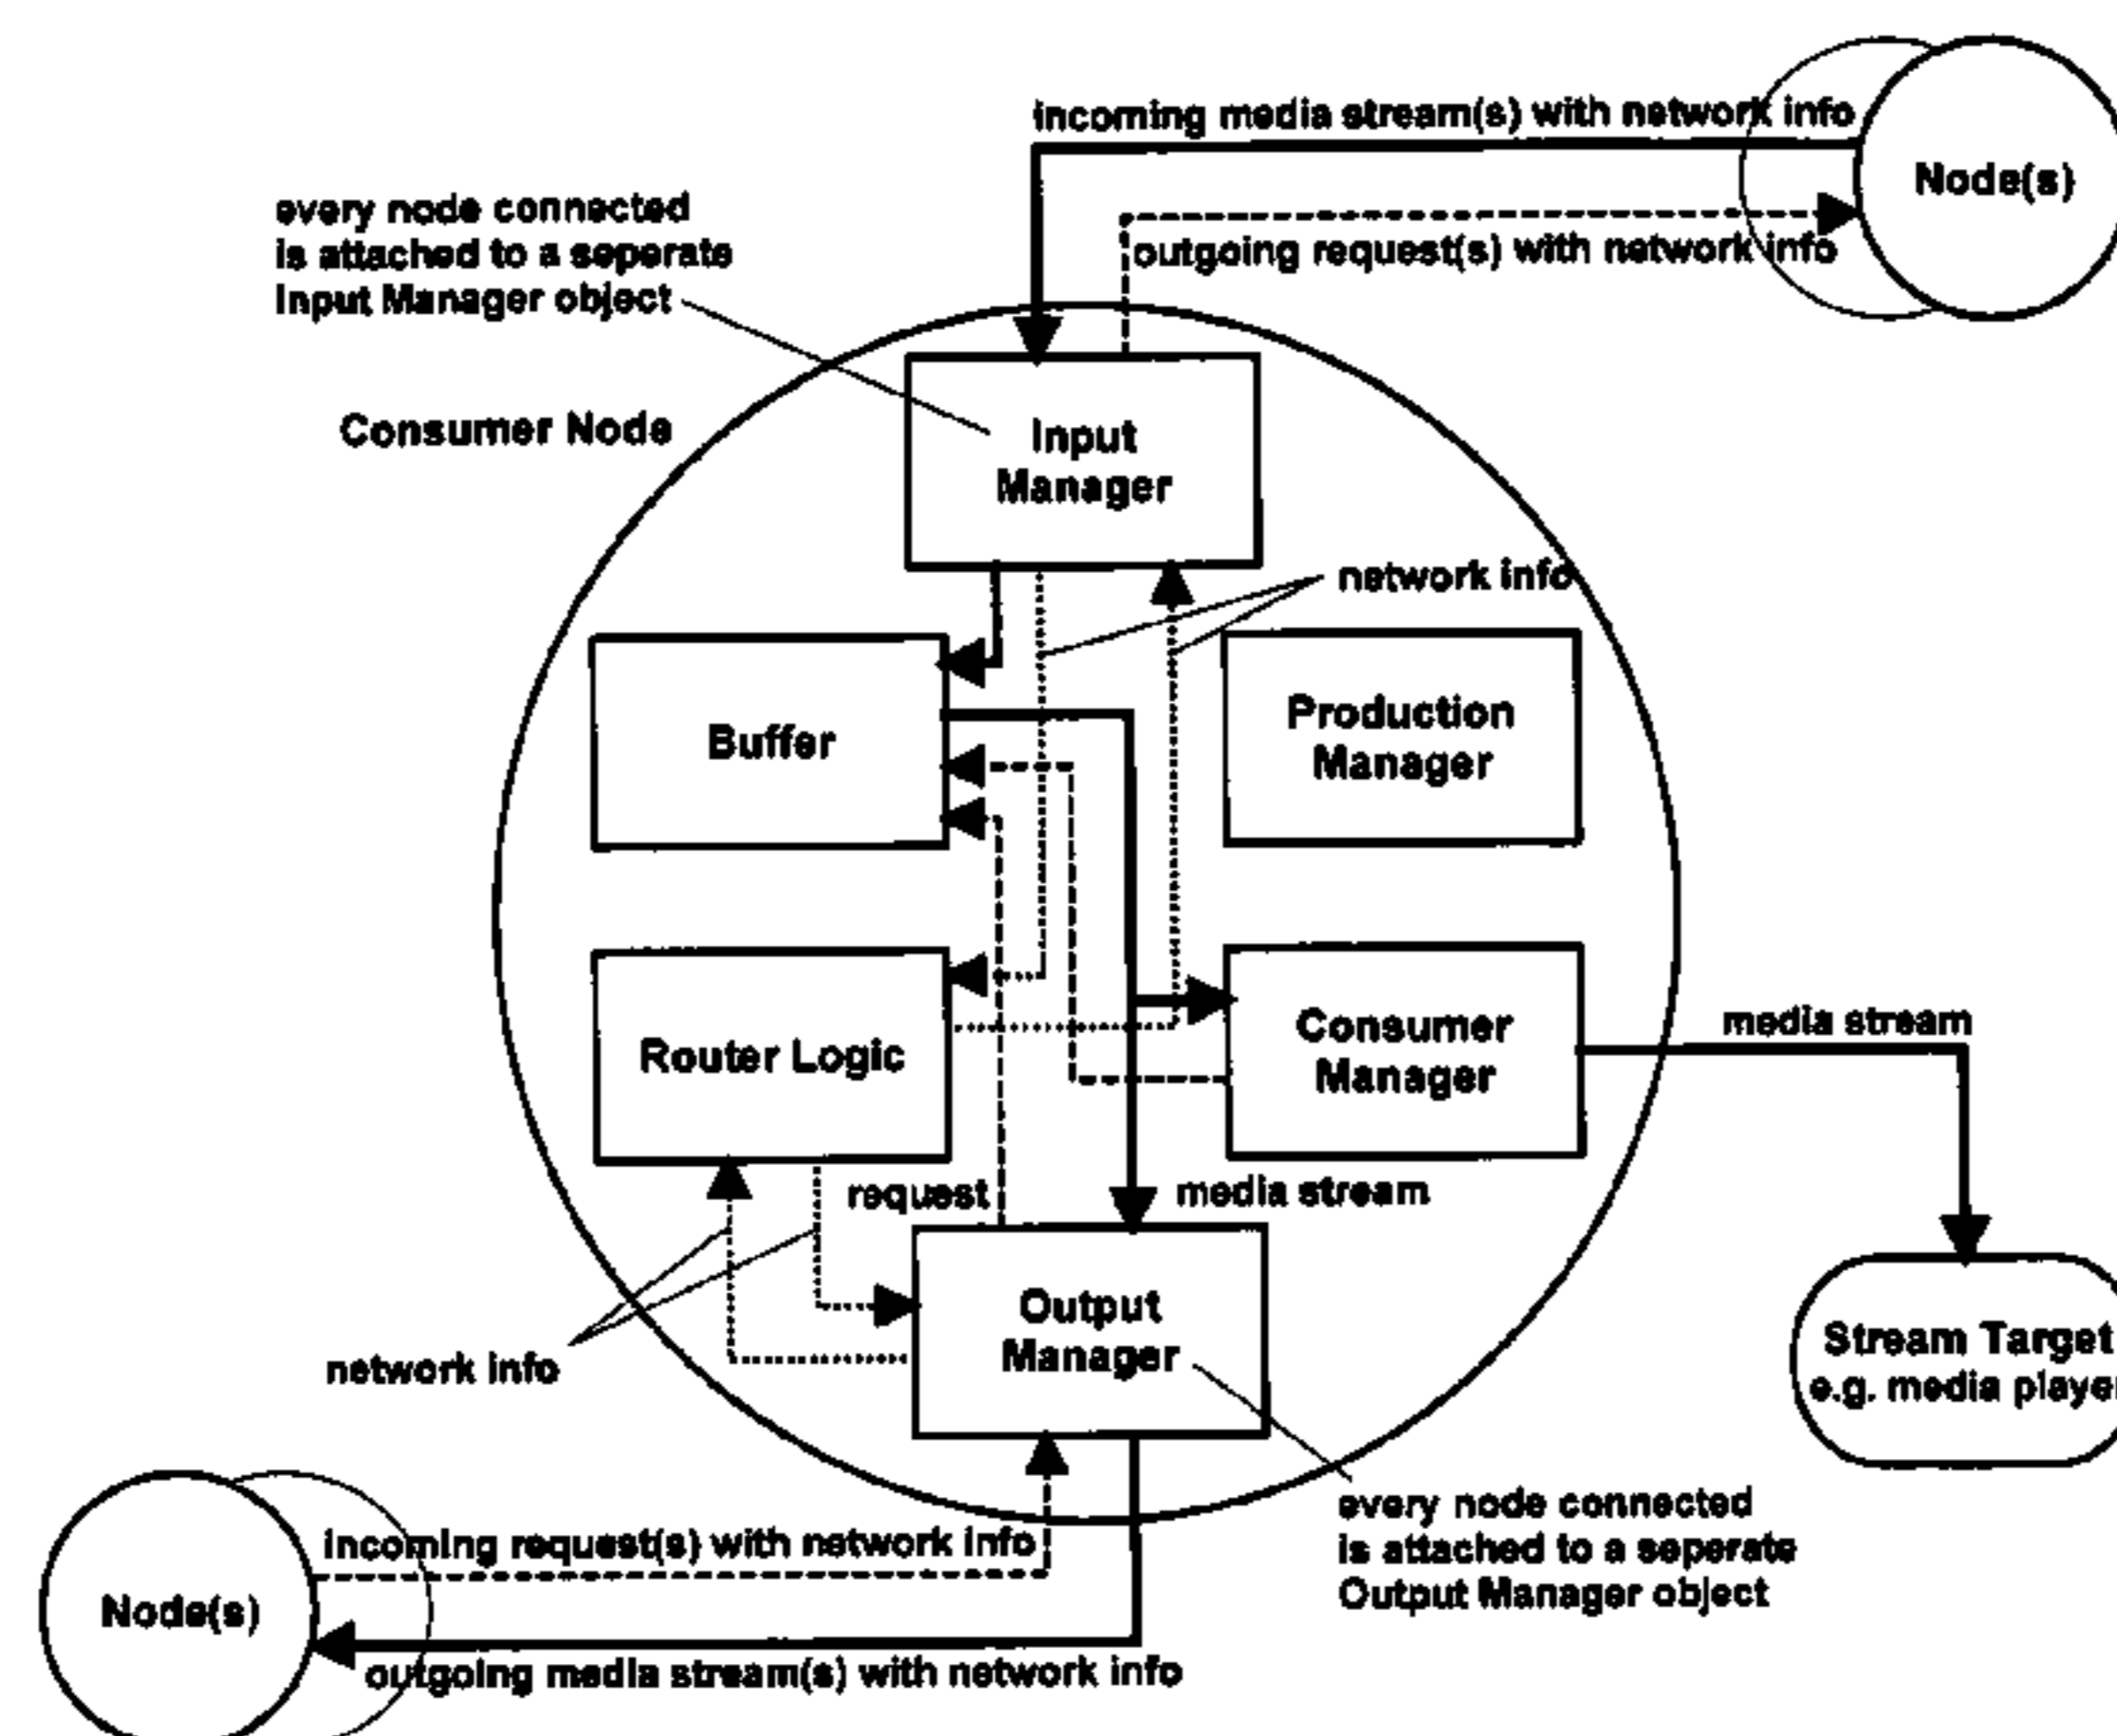 incoming media stream(s) with network info
Node(s)
outgoing request(s) with network info
every node connected
is attached to a seperate
Input Manager object
Consumer Node
Input
Manager
network info
Buffer
Production
Manager
Router Logic
Consumer
Manager
media stream
request
media stream
Output
Manager
network info
Stream Target
e.g. media player
every node connected
is attached to a seperate
Output Manager object
incoming request(s) with network info
Node(s)
outgoing media stream(s) with network info